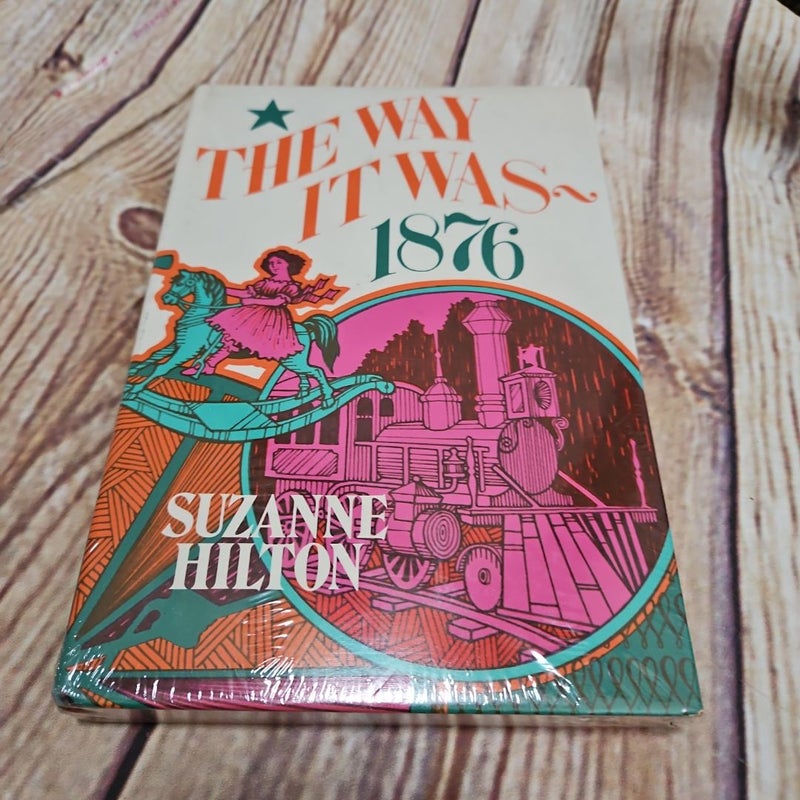 THE WAY
IT WAS~
1876
SUZANNE
HILTON